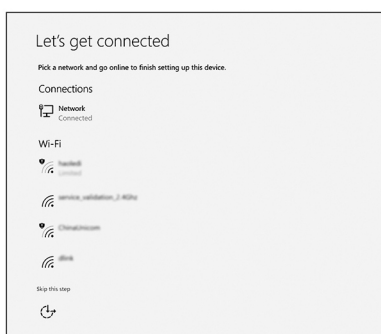 Let's get connected
Pick a network and go online to finish setting up this device.
Connections
Network
Connected
Wi-Fi
Limited
service_validation_2.4Ghz
ChinaUnicom
dlink
Skip this step